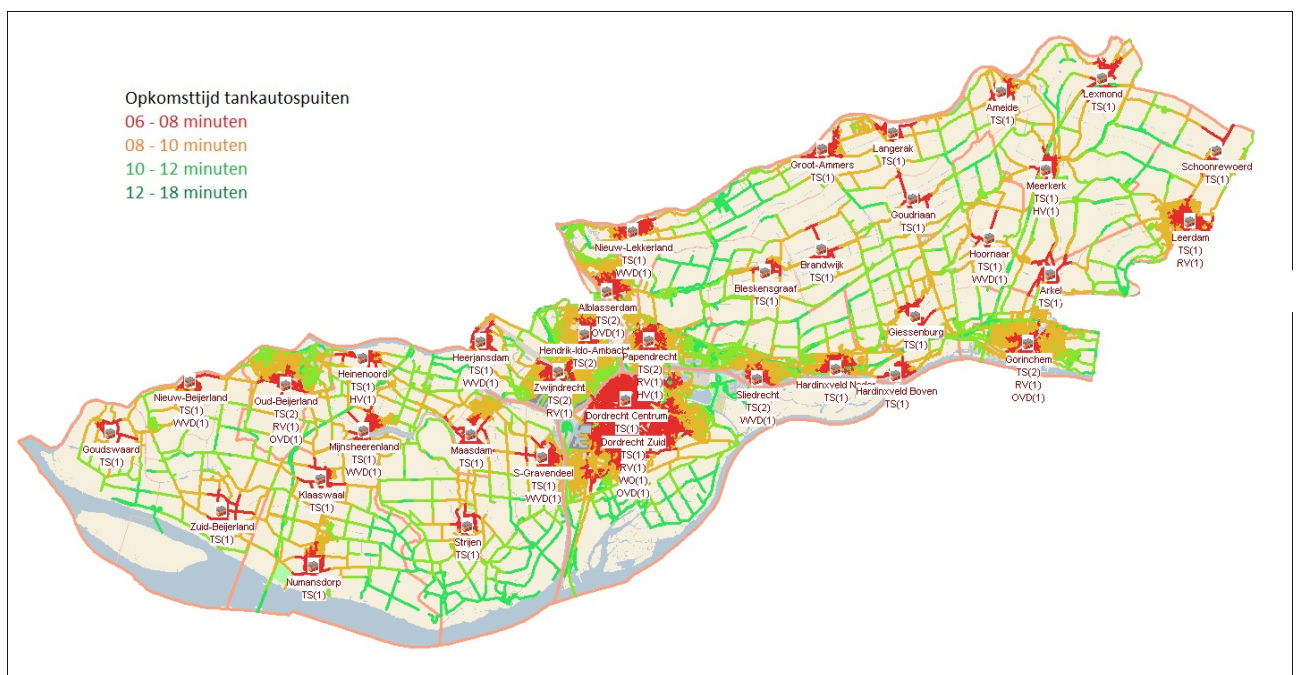 Opkomsttijd tankautospuiten
06 - 08 minuten
08 - 10 minuten
10 - 12 minuten
12 - 18 minuten
Lexmond
TS(1)
Ameide
TS(1)
Langerak
TS(1)
Groot-Ammers
TS(1)
Schoonrewoerd
TS(1)
Meerkerk
TS(1)
HV(1)
Goudriaan
TS(1)
Leerdam
TS(1)
RV(1)
Nieuw-Lekkerland
TS(1)
WVD(1)
Brandwijk
TS(1)
Hoornaar
TS(1)
WVD(1)
Bleskensgraaf
TS(1)
Arkel
TS(1)
Alblasserdam
TS(2)
OVD(1)
Giessenburg
TS(1)
Hendrik-Ido-Ambacht
TS(2)
Papendrecht
TS(2)
RV(1)
HV(1)
Gorinchem
TS(2)
RV(1)
OVD(1)
Heerjansdam
TS(1)
WVD(1)
Heinenoord
TS(1)
HV(1)
Zwijndrecht
TS(2)
RV(1)
Sliedrecht
TS(2)
WVD(1)
Hardinxveld Neder
TS(1)
Hardinxveld Boven
TS(1)
Nieuw-Beijerland
TS(1)
WVD(1)
Oud-Beijerland
TS(2)
RV(1)
OVD(1)
Dordrecht Centrum
TS(1)
Dordrecht Zuid
TS(1)
RV(1)
WO(1)
OVD(1)
Goudswaard
TS(1)
Mijnsheerenland
TS(1)
WVD(1)
Maasdam
TS(1)
S-Gravendeel
TS(1)
WVD(1)
Klaaswaal
TS(1)
Zuid-Beijerland
TS(1)
Strijen
TS(1)
Numansdorp
TS(1)